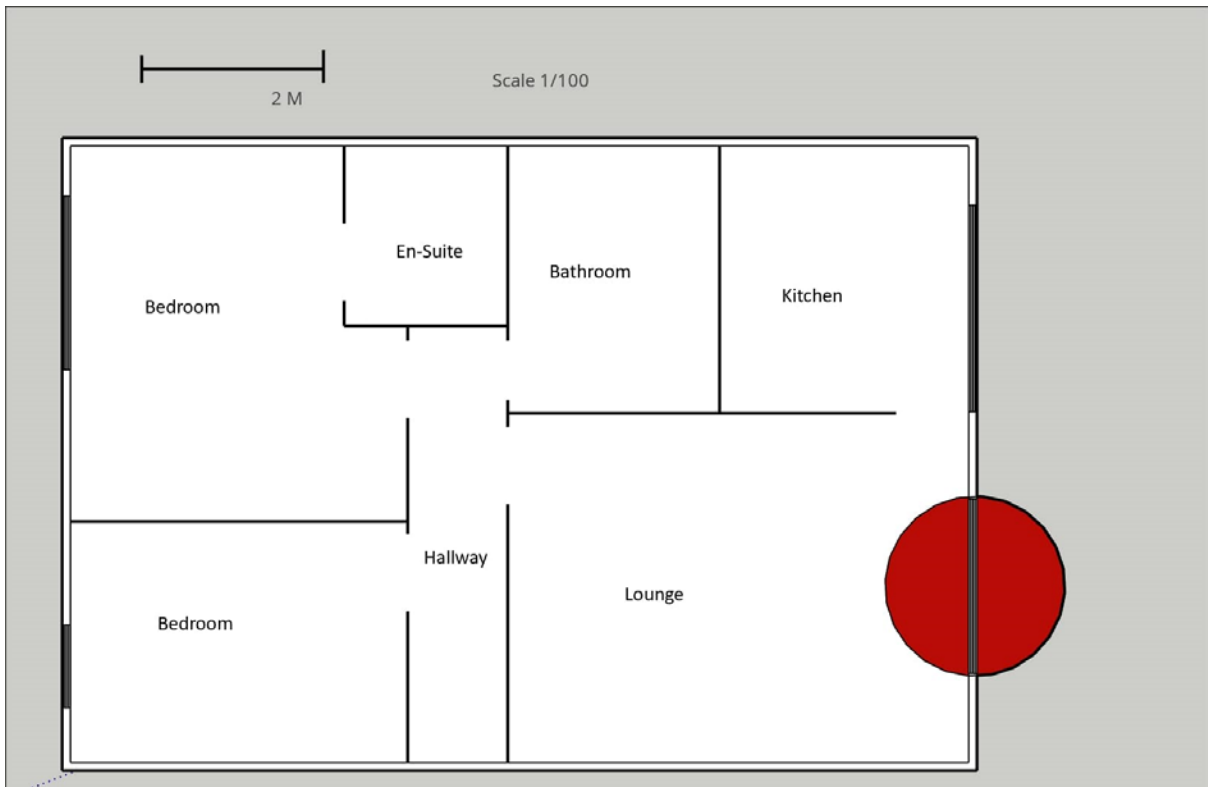 2 M
Scale 1/100
En-Suite
Bathroom
Kitchen
Bedroom
Hallway
Lounge
Bedroom